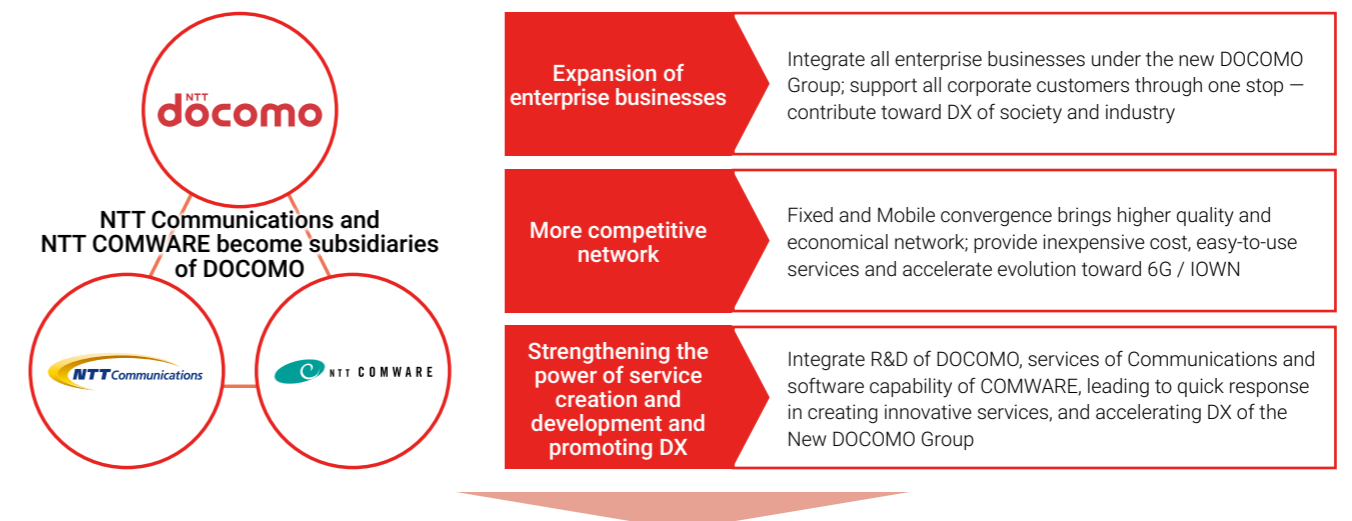 NTT
döcomo
NTT Communications and
NTT COMWARE become subsidiaries
of DOCOMO
NTT Communications
NTT COMWARE
Expansion of
enterprise businesses
Integrate all enterprise businesses under the new DOCOMO
Group; support all corporate customers through one stop —
contribute toward DX of society and industry
More competitive
network
Fixed and Mobile convergence brings higher quality and
economical network; provide inexpensive cost, easy-to-use
services and accelerate evolution toward 6G / IOWN
Strengthening the
power of service
creation and
development and
promoting DX
Integrate R&D of DOCOMO, services of Communications and
software capability of COMWARE, leading to quick response
in creating innovative services, and accelerating DX of the
New DOCOMO Group